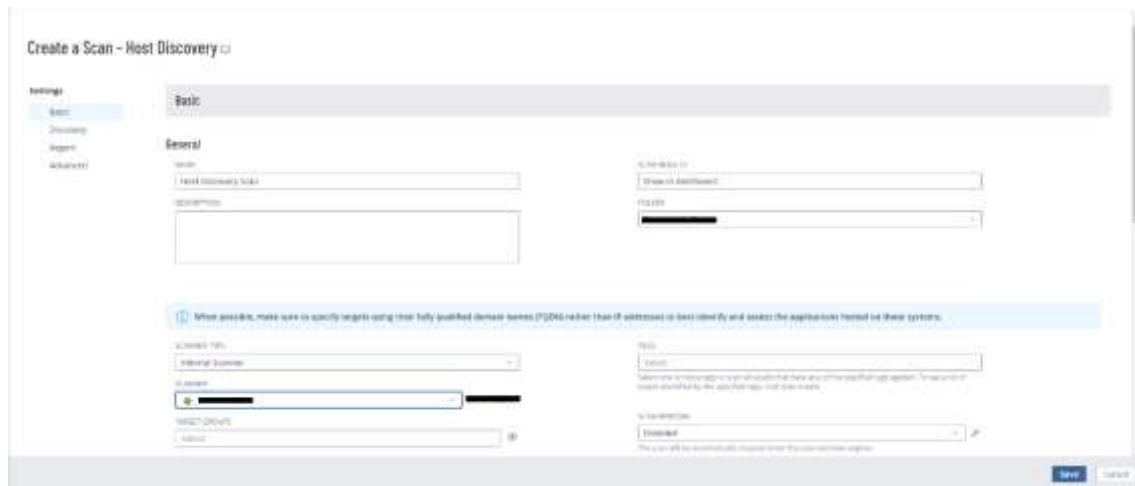 Create a Scan - Host Discovery
Settings
Basic
Discovery
Report
Advanced
Basic
General
NAME
Host Discovery Scan
DESCRIPTION
SCAN RESULTS
Show in dashboard
FOLDER
When possible, make sure to specify targets using their fully qualified domain names (FQDN) rather than IP addresses to best identify and assess the applications hosted on these systems.
SCANNER TYPE
Internal Scanner
SCANNER
TARGET GROUPS
Select
TAGS
Select
SCAN WINDOW
Disabled
Save
Cancel